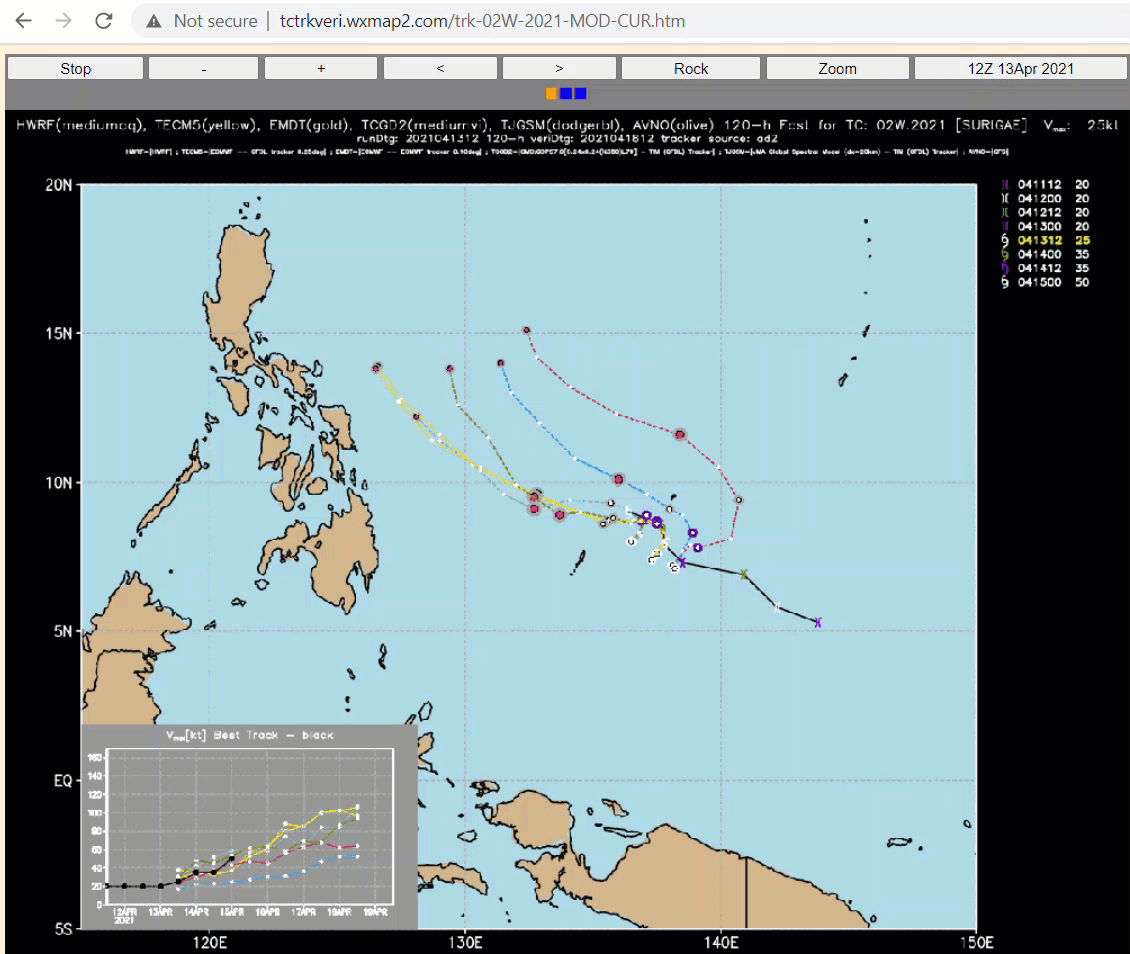 Not secure | tctrkveri.wxmap2.com/trk-02W-2021-MOD-CUR.htm
Stop - + < > Rock Zoom 12Z 13Apr 2021
HWRF(mediumaq), TECM5(yellow), EMDT(gold), TCGD2(mediumvi), TJGSM(dodgerbl), AVNO(olive) 120-h Fcst for TC: 02W.2021 [SURIGAE] Vmax: 25kt
runDtg: 2021041312 120-h veriDtg: 2021041812 tracker source: ad2
20N
15N
10N
5N
EQ
5S
120E 130E 140E 150E
041112 20
041200 20
041212 20
041300 20
041312 25
041400 35
041412 35
041500 50
Vmax[kt] Best Track - black
160
140
120
100
80
60
40
20
0
12APR 13APR 14APR 15APR 16APR 17APR 18APR 19APR
2021